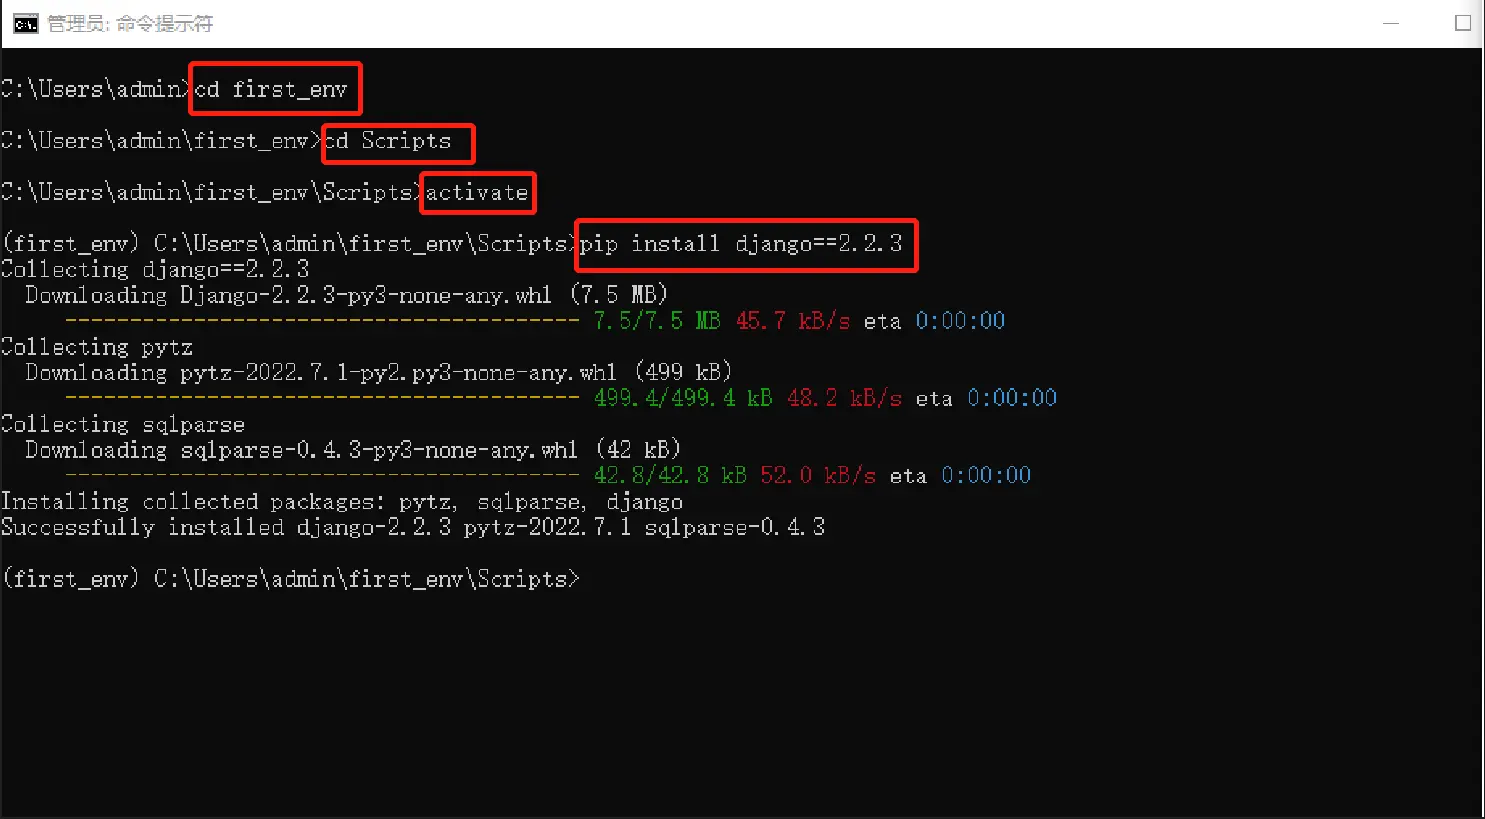 管理员: 命令提示符
C:\Users\admin>cd first_env
C:\Users\admin\first_env>cd Scripts
C:\Users\admin\first_env\Scripts>activate
(first_env) C:\Users\admin\first_env\Scripts>pip install django==2.2.3
Collecting django==2.2.3
  Downloading Django-2.2.3-py3-none-any.whl (7.5 MB)
     ---------------------------------------- 7.5/7.5 MB 45.7 kB/s eta 0:00:00
Collecting pytz
  Downloading pytz-2022.7.1-py2.py3-none-any.whl (499 kB)
     ---------------------------------------- 499.4/499.4 kB 48.2 kB/s eta 0:00:00
Collecting sqlparse
  Downloading sqlparse-0.4.3-py3-none-any.whl (42 kB)
     ---------------------------------------- 42.8/42.8 kB 52.0 kB/s eta 0:00:00
Installing collected packages: pytz, sqlparse, django
Successfully installed django-2.2.3 pytz-2022.7.1 sqlparse-0.4.3
(first_env) C:\Users\admin\first_env\Scripts>